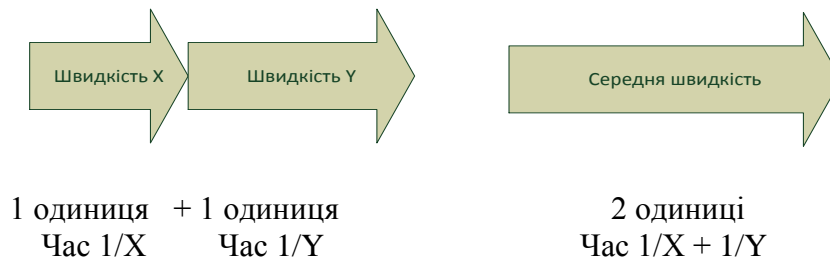 Швидкість X Швидкість Y Середня швидкість
1 одиниця + 1 одиниця 2 одиниці
Час 1/X Час 1/Y Час 1/X + 1/Y